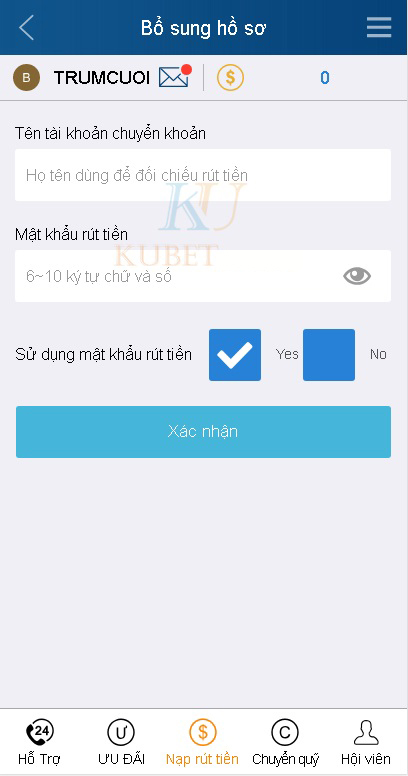 Bổ sung hồ sơ
B TRUMCUOI $ 0
Tên tài khoản chuyển khoản
Họ tên dùng để đối chiếu rút tiền
KU
Mật khẩu rút tiền
KUBET
6~10 ký tự chữ và số
Sử dụng mật khẩu rút tiền Yes No
Xác nhận
24 Ư $ C
Hỗ Trợ ƯU ĐÃI Nạp rút tiền Chuyển quỹ Hội viên